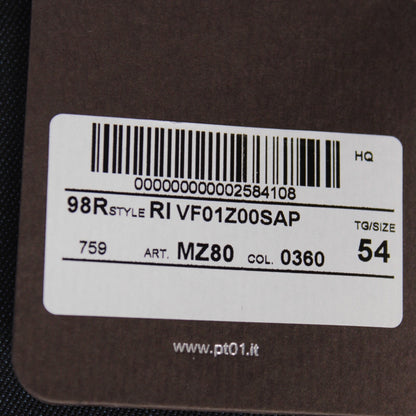 HQ
000000000002584108
98R STYLE RI VF01Z00SAP
TG/SIZE
759 ART. MZ80 COL. 0360 54
www.pt01.it